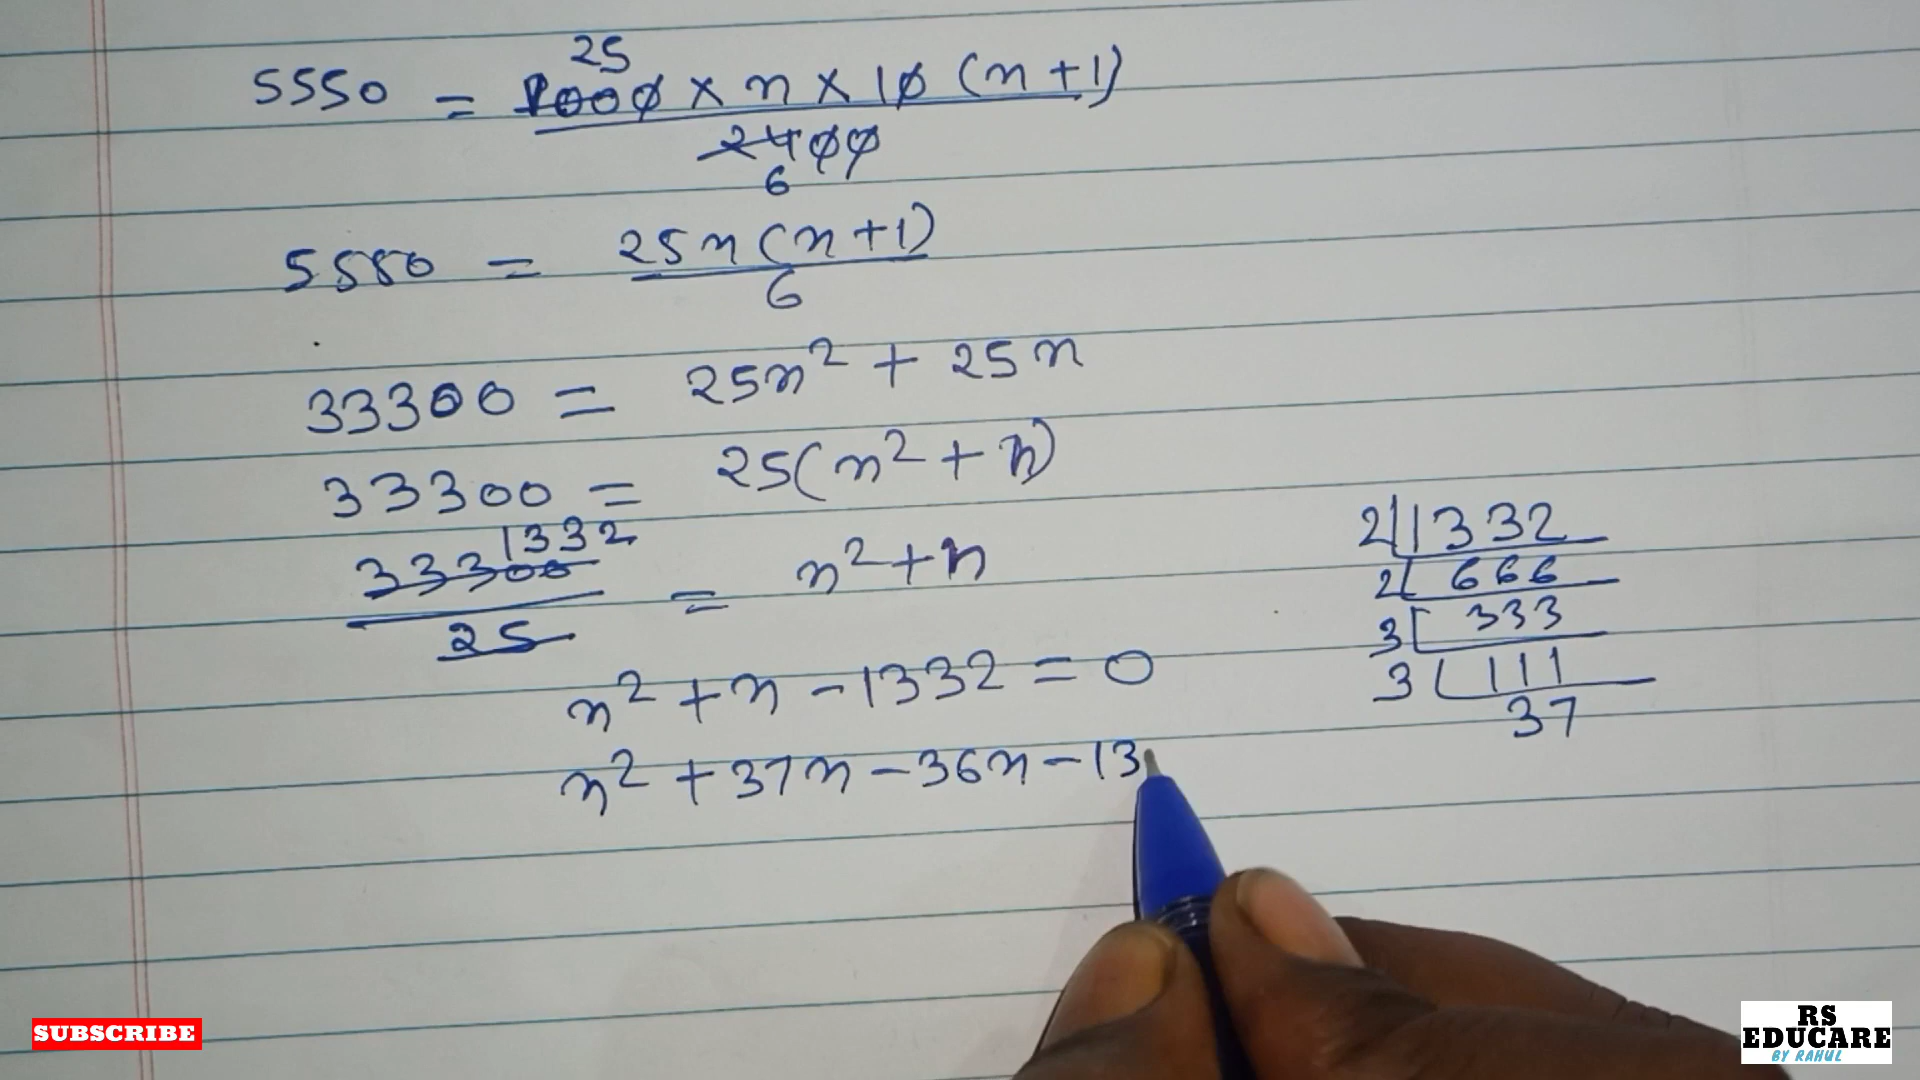 25
5550 = 1000 × n × 10 (n+1)
2400
6
5550 = 25n(n+1)
6
33300 = 25n² + 25n
33300 = 25(n² + n)
1332
33300 = n² + n
25
n² + n - 1332 = 0
n² + 37n - 36n - 13
2 1332
2 666
3 333
3 111
37
SUBSCRIBE
RS
EDUCARE
BY RAHUL